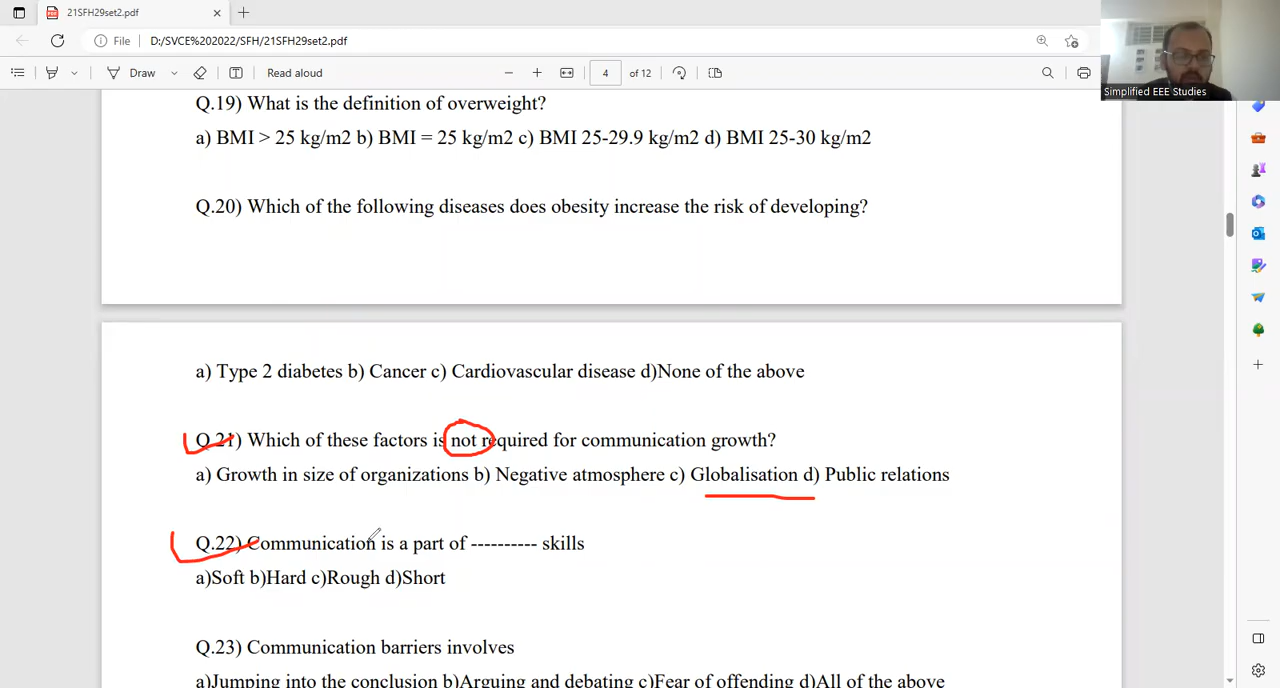 21SFH29set2.pdf
File D:/SVCE%202022/SFH/21SFH29set2.pdf
Draw Read aloud 4 of 12
Simplified EEE Studies
Q.19) What is the definition of overweight?
a) BMI > 25 kg/m2 b) BMI = 25 kg/m2 c) BMI 25-29.9 kg/m2 d) BMI 25-30 kg/m2
Q.20) Which of the following diseases does obesity increase the risk of developing?
a) Type 2 diabetes b) Cancer c) Cardiovascular disease d)None of the above
Q.21) Which of these factors is not required for communication growth?
a) Growth in size of organizations b) Negative atmosphere c) Globalisation d) Public relations
Q.22) Communication is a part of ---------- skills
a)Soft b)Hard c)Rough d)Short
Q.23) Communication barriers involves
a)Jumping into the conclusion b)Arguing and debating c)Fear of offending d)All of the above